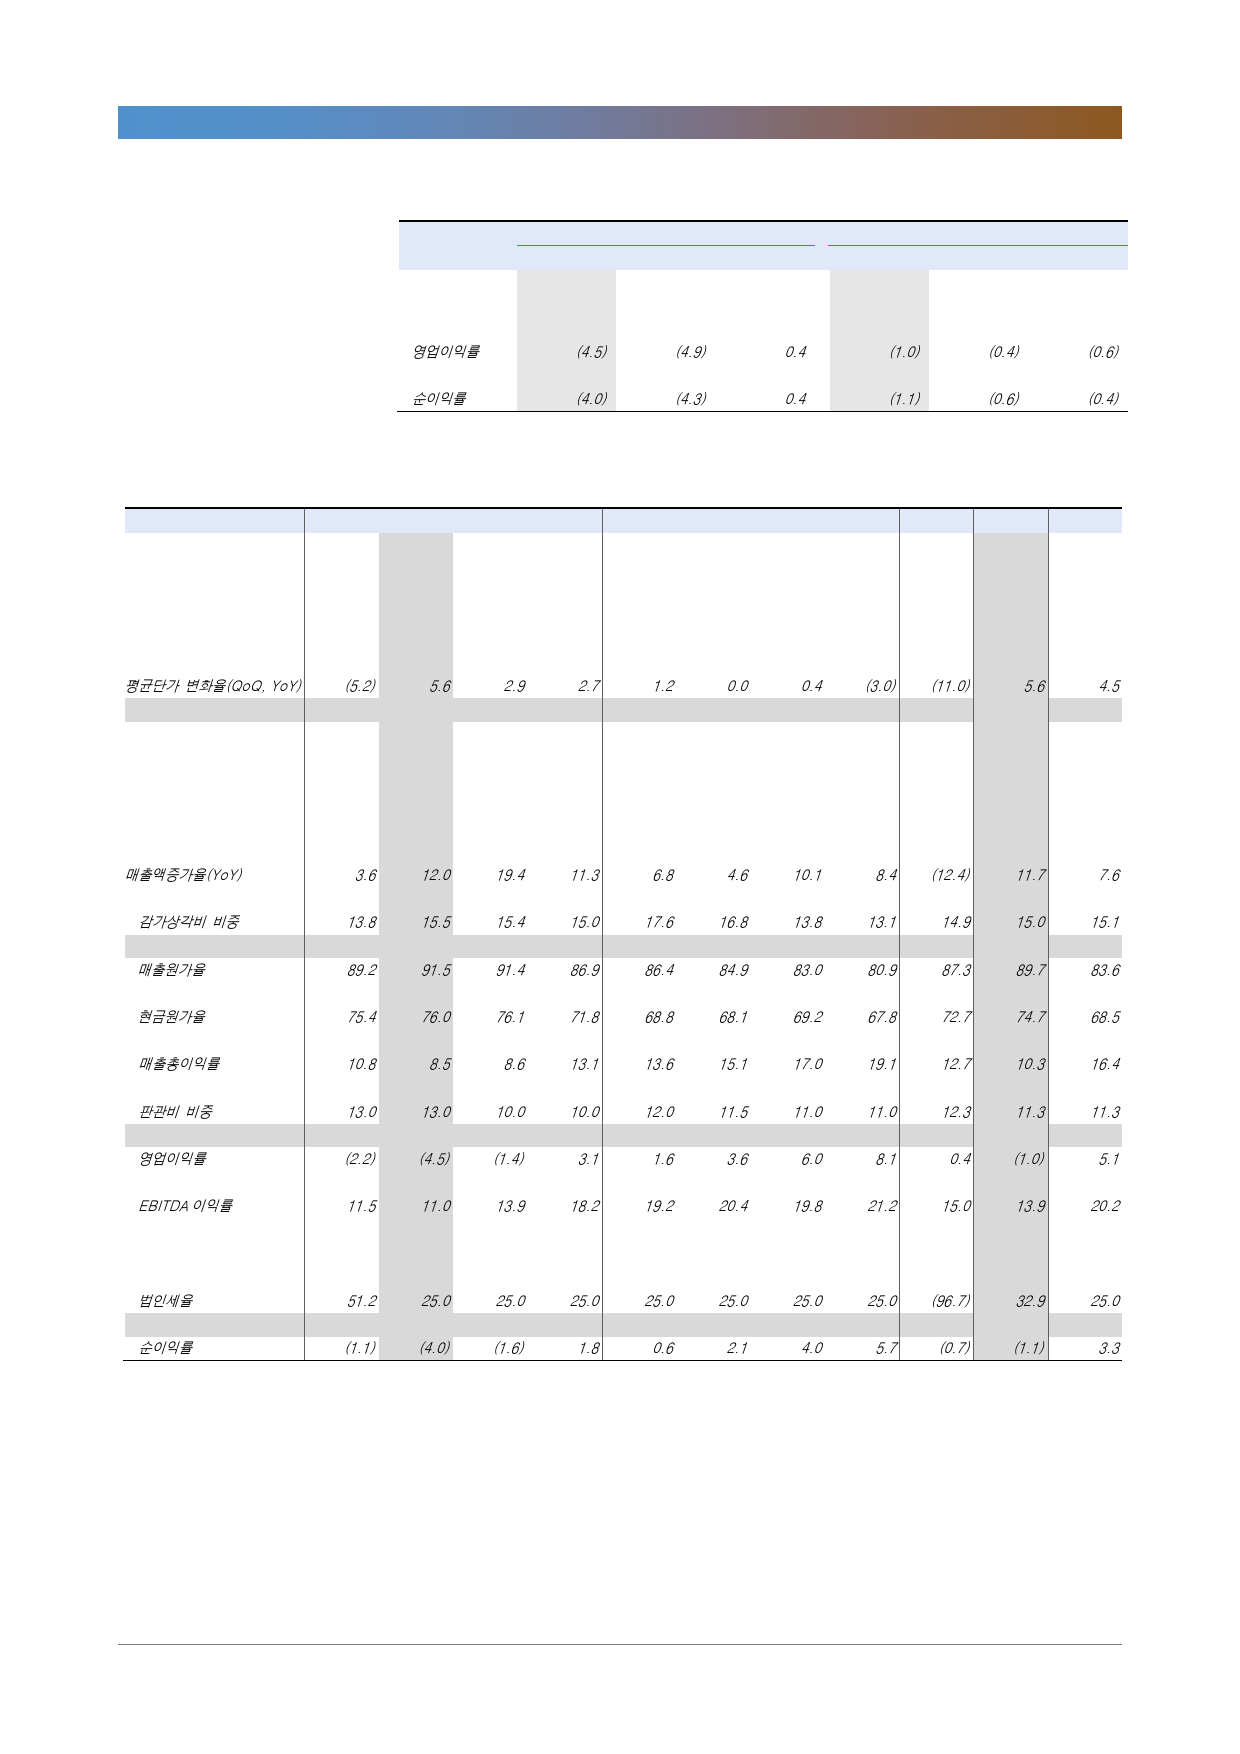 영업이익률 (4.5) (4.9) 0.4 (1.0) (0.4) (0.6)
순이익률 (4.0) (4.3) 0.4 (1.1) (0.6) (0.4)
평균단가 변화율(QoQ, YoY) (5.2) 5.6 2.9 2.7 1.2 0.0 0.4 (3.0) (11.0) 5.6 4.5
매출액증가율(YoY) 3.6 12.0 19.4 11.3 6.8 4.6 10.1 8.4 (12.4) 11.7 7.6
감가상각비 비중 13.8 15.5 15.4 15.0 17.6 16.8 13.8 13.1 14.9 15.0 15.1
매출원가율 89.2 91.5 91.4 86.9 86.4 84.9 83.0 80.9 87.3 89.7 83.6
현금원가율 75.4 76.0 76.1 71.8 68.8 68.1 69.2 67.8 72.7 74.7 68.5
매출총이익률 10.8 8.5 8.6 13.1 13.6 15.1 17.0 19.1 12.7 10.3 16.4
판관비 비중 13.0 13.0 10.0 10.0 12.0 11.5 11.0 11.0 12.3 11.3 11.3
영업이익률 (2.2) (4.5) (1.4) 3.1 1.6 3.6 6.0 8.1 0.4 (1.0) 5.1
EBITDA 이익률 11.5 11.0 13.9 18.2 19.2 20.4 19.8 21.2 15.0 13.9 20.2
법인세율 51.2 25.0 25.0 25.0 25.0 25.0 25.0 25.0 (96.7) 32.9 25.0
순이익률 (1.1) (4.0) (1.6) 1.8 0.6 2.1 4.0 5.7 (0.7) (1.1) 3.3